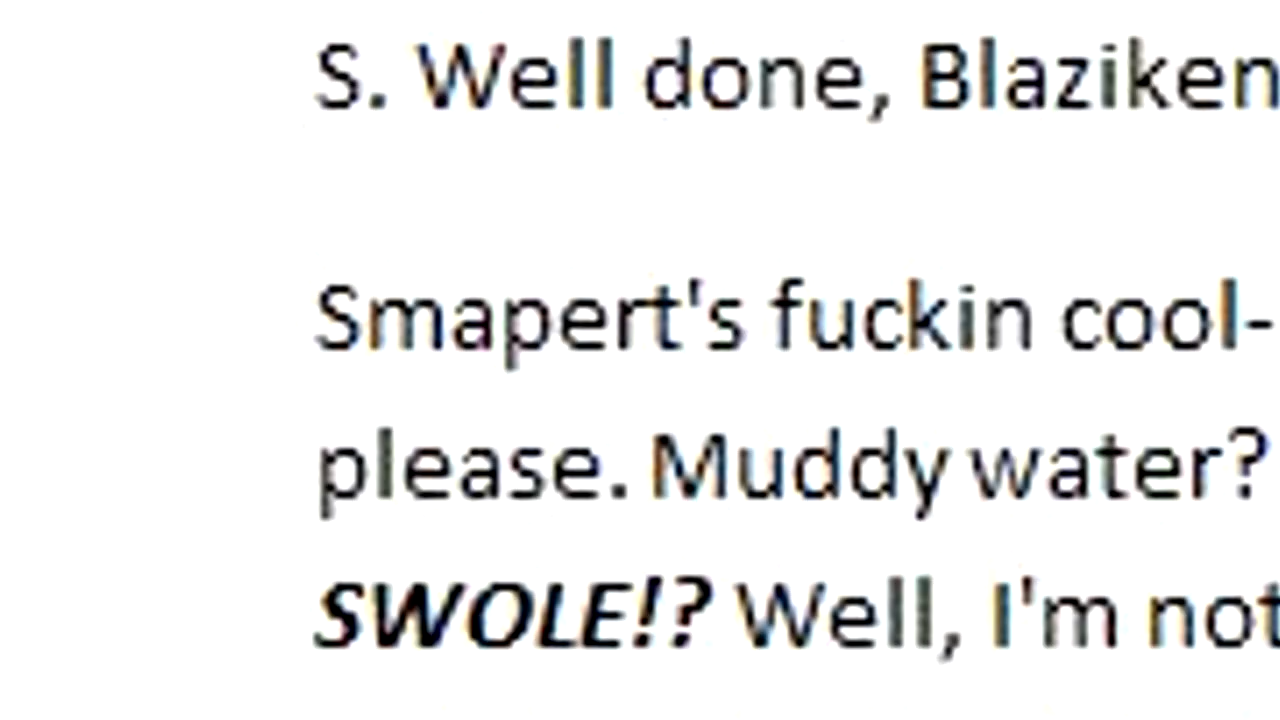 S. Well done, Blaziken
Smapert's fuckin cool-
please. Muddy water?
SWOLE!? Well, I'm not